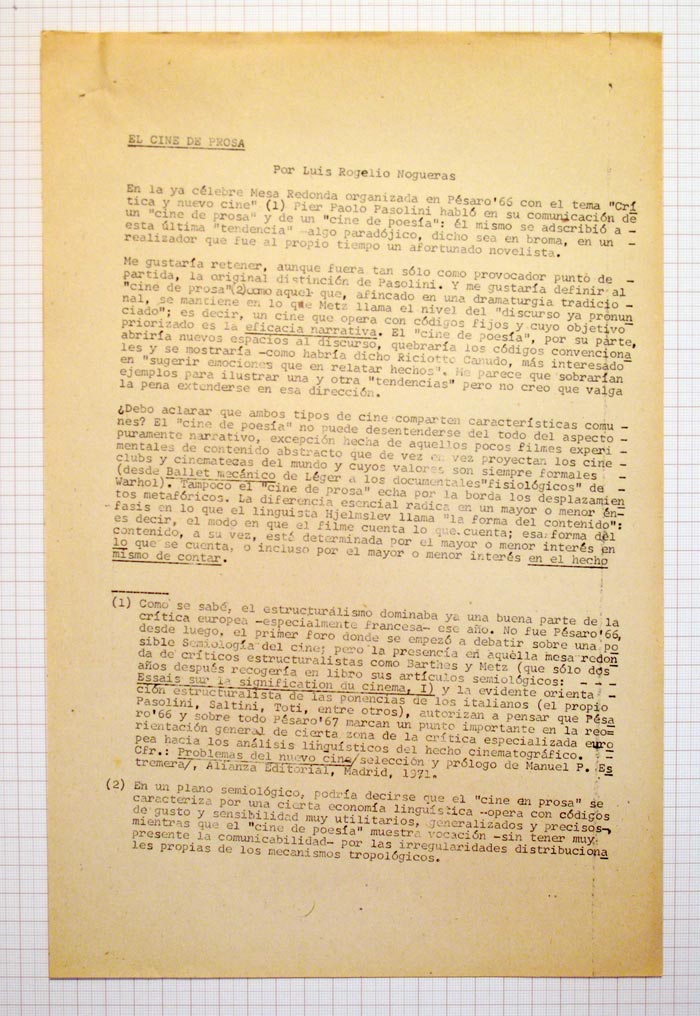 EL CINE DE PROSA
Por Luis Rogelio Nogueras
En la ya célebre Mesa Redonda organizada en Pésaro'66 con el tema "Crí
tica y nuevo cine" (1) Pier Paolo Pasolini habló en su comunicación de
un "cine de prosa" y de un "cine de poesía": él mismo se adscribió a -
esta última "tendencia" -algo paradójico, dicho sea en broma, en un -
realizador que fue al propio tiempo un afortunado novelista.
Me gustaría retener, aunque fuera tan sólo como provocador punto de -
partida, la original distinción de Pasolini. Y me gustaría definir al
"cine de prosa"(2)como aquel que, afincado en una dramaturgia tradicio -
nal, se mantiene en lo que Metz llama el nivel del "discurso ya pronun
ciado"; es decir, un cine que opera con códigos fijos y cuyo objetivo
priorizado es la eficacia narrativa. El "cine de poesía", por su parte,
abriría nuevos espacios al discurso, quebraría los códigos convenciona
les y se mostraría -como habría dicho Riciotto Canudo, más interesado
en "sugerir emociones que en relatar hechos". Me parece que sobrarían
ejemplos para ilustrar una y otra "tendencias" pero no creo que valga
la pena extenderse en esa dirección.
¿Debo aclarar que ambos tipos de cine comparten características comu -
nes? El "cine de poesía" no puede desentenderse del todo del aspecto -
puramente narrativo, excepción hecha de aquellos pocos filmes experi -
mentales de contenido abstracto que de vez en vez proyectan los cine -
clubs y cinematecas del mundo y cuyos valores son siempre formales -
(desde Ballet mecánico de Léger a los documentales"fisiológicos" de -
Warhol). Tampoco el "cine de prosa" echa por la borda los desplazamien
tos metafóricos. La diferencia esencial radica en un mayor o menor én-
fasis en lo que el linguista Hjelmslev llama "la forma del contenido":
es decir, el modo en que el filme cuenta lo que cuenta; esa forma del
contenido, a su vez, está determinada por el mayor o menor interés en
lo que se cuenta, o incluso por el mayor o menor interés en el hecho
mismo de contar.
(1) Como se sabé, el estructuralismo dominaba ya una buena parte de la
crítica europea -especialmente francesa- ese año. No fue Pésaro'66,
desde luego, el primer foro donde se empezó a debatir sobre una po
sible Semiología del cine; pero la presencia en aquella mesa redon
da de críticos estructuralistas como Barthes y Metz (que sólo dos
años después recogería en libro sus artículos semiológicos: - - -
Essais sur la signification du cinema, I) y la evidente orienta -
ción estructuralista de las ponencias de los italianos (el propio
Pasolini, Saltini, Toti, entre otros), autorizan a pensar que Pésa
ro'66 y sobre todo Pésaro'67 marcan un punto importante en la reo=
rientación general de cierta zona de la crítica especializada euro
pea hacia los análisis linguísticos del hecho cinematográfico. -
Cfr.: Problemas del nuevo cine/selección y prólogo de Manuel P. Es
tremera/, Alianza Editorial, Madrid, 1971.
(2) En un plano semiológico, podría decirse que el "cine en prosa" se
caracteriza por una cierta economía linguística -opera con códigos
de gusto y sensibilidad muy utilitarios, generalizados y precisos-,
mientras que el "cine de poesía" muestra vocación -sin tener muy
presente la comunicabilidad- por las irregularidades distribuciona
les propias de los mecanismos tropológicos.